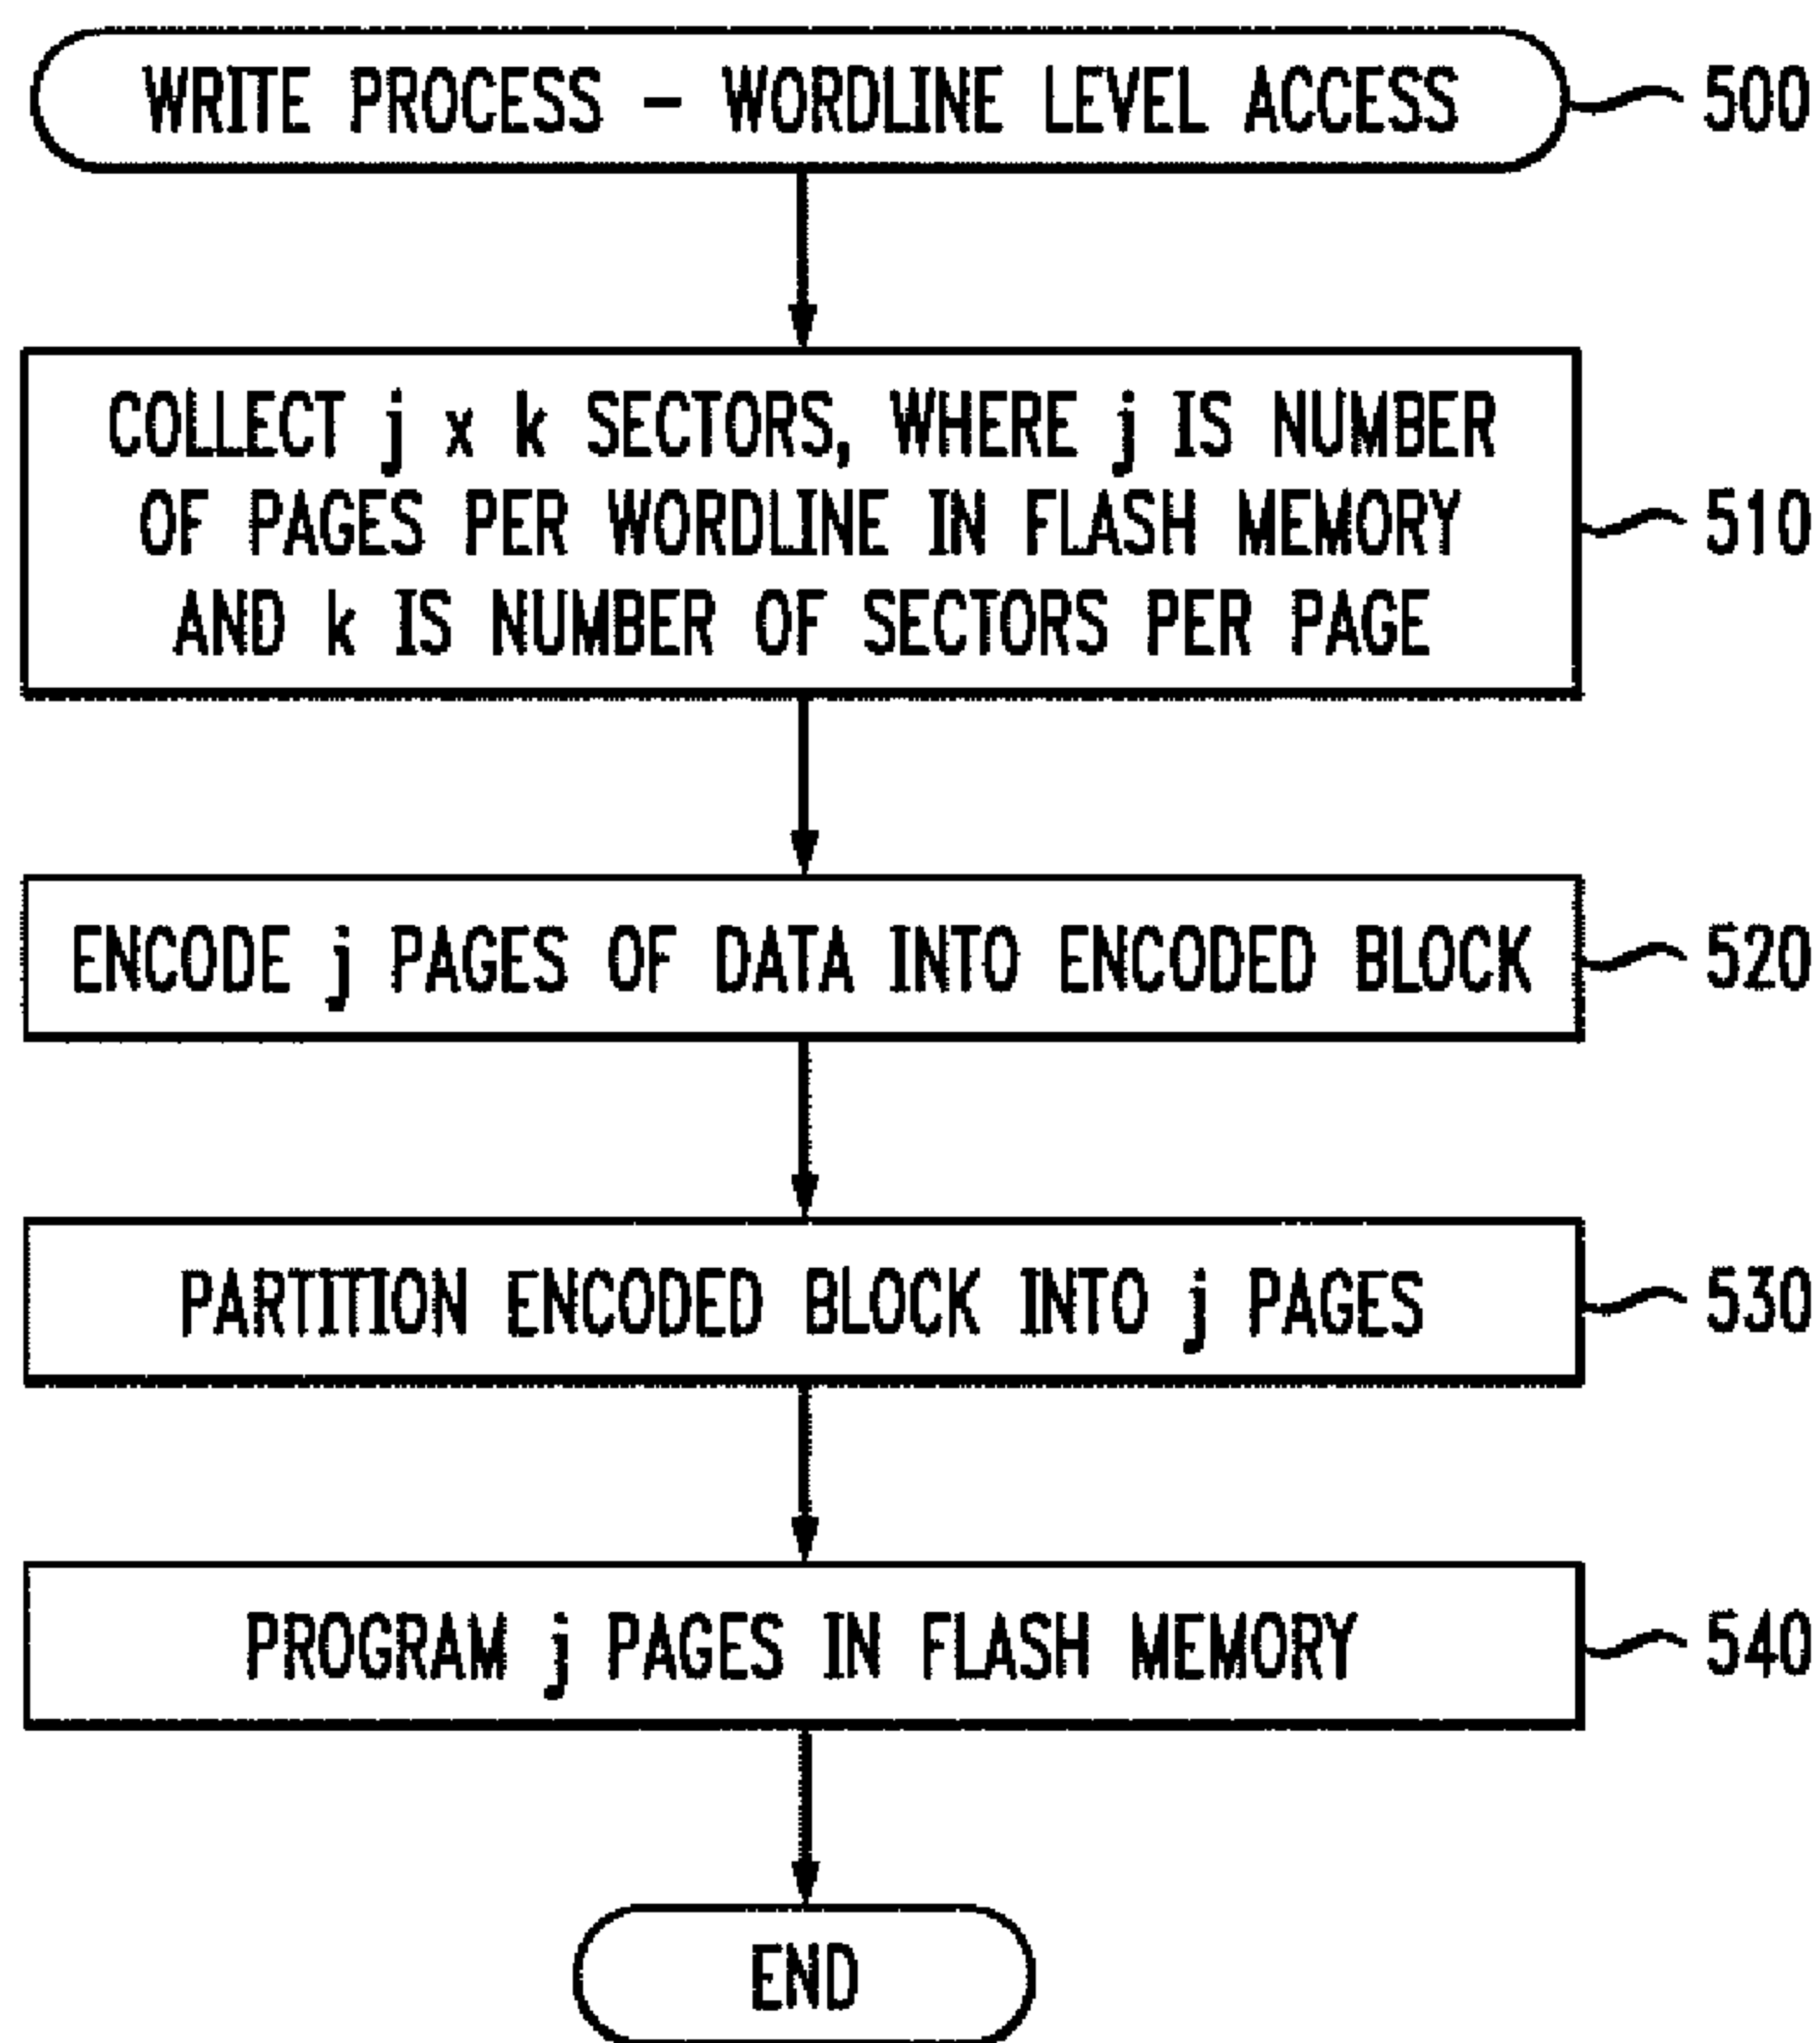 WRITE PROCESS - WORDLINE LEVEL ACCESS
500
COLLECT j x k SECTORS, WHERE j IS NUMBER
OF PAGES PER WORDLINE IN FLASH MEMORY
AND k IS NUMBER OF SECTORS PER PAGE
510
ENCODE j PAGES OF DATA INTO ENCODED BLOCK
520
PARTITION ENCODED BLOCK INTO j PAGES
530
PROGRAM j PAGES IN FLASH MEMORY
540
END